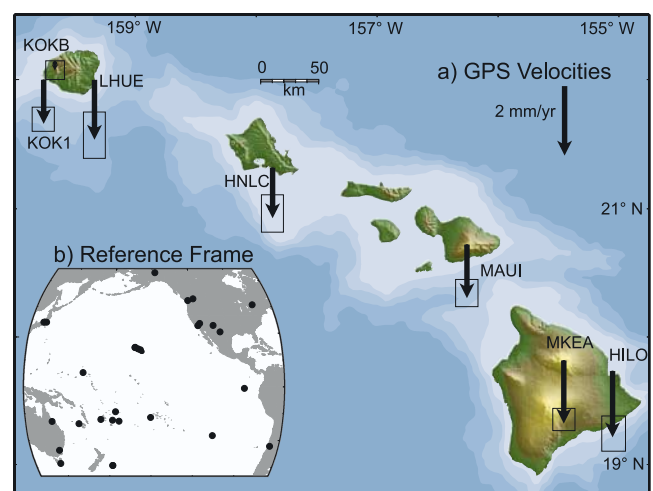 159° W 157° W 155° W
KOKB
LHUE
KOK1
0 50
km
a) GPS Velocities
2 mm/yr
HNLC
21° N
MAUI
b) Reference Frame
MKEA
HILO
19° N